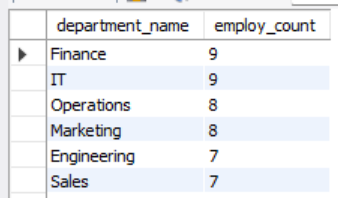 department_name employ_count
Finance 9
IT 9
Operations 8
Marketing 8
Engineering 7
Sales 7